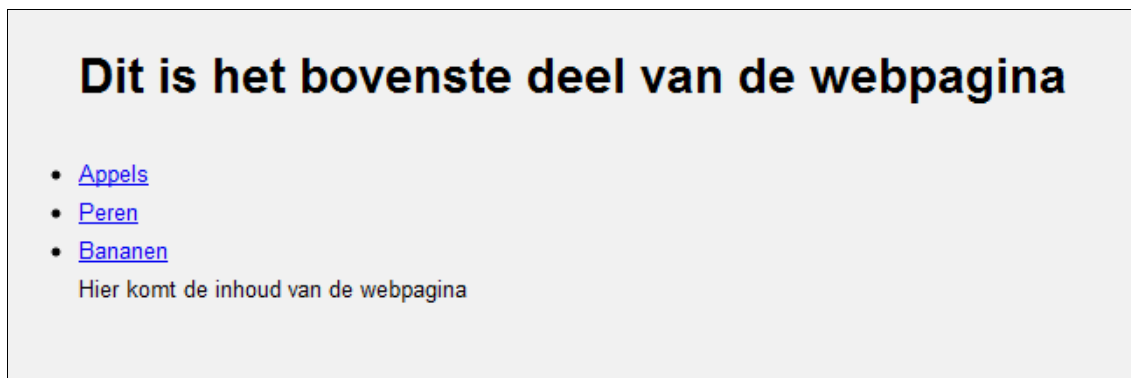 Dit is het bovenste deel van de webpagina
Appels
Peren
Bananen
Hier komt de inhoud van de webpagina